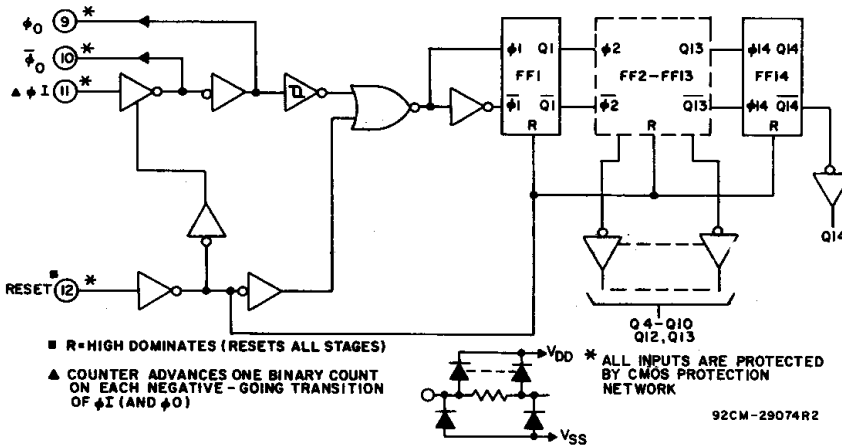 ϕO 9 *
ϕ̅O 10 *
▲ ϕI 11 *
ϕ1 Q1
FF1
ϕ̅1 Q̅1
R
ϕ2 Q13
FF2-FF13
ϕ̅2 Q̅13
R
ϕ14 Q14
FF14
ϕ14 Q̅14
R
Q14
RESET ■ 12 *
Q4-Q10
Q12,Q13
■ R=HIGH DOMINATES (RESETS ALL STAGES)
▲ COUNTER ADVANCES ONE BINARY COUNT
ON EACH NEGATIVE-GOING TRANSITION
OF ϕI (AND ϕO)
VDD
VSS
* ALL INPUTS ARE PROTECTED
BY CMOS PROTECTION
NETWORK
92CM-29074R2